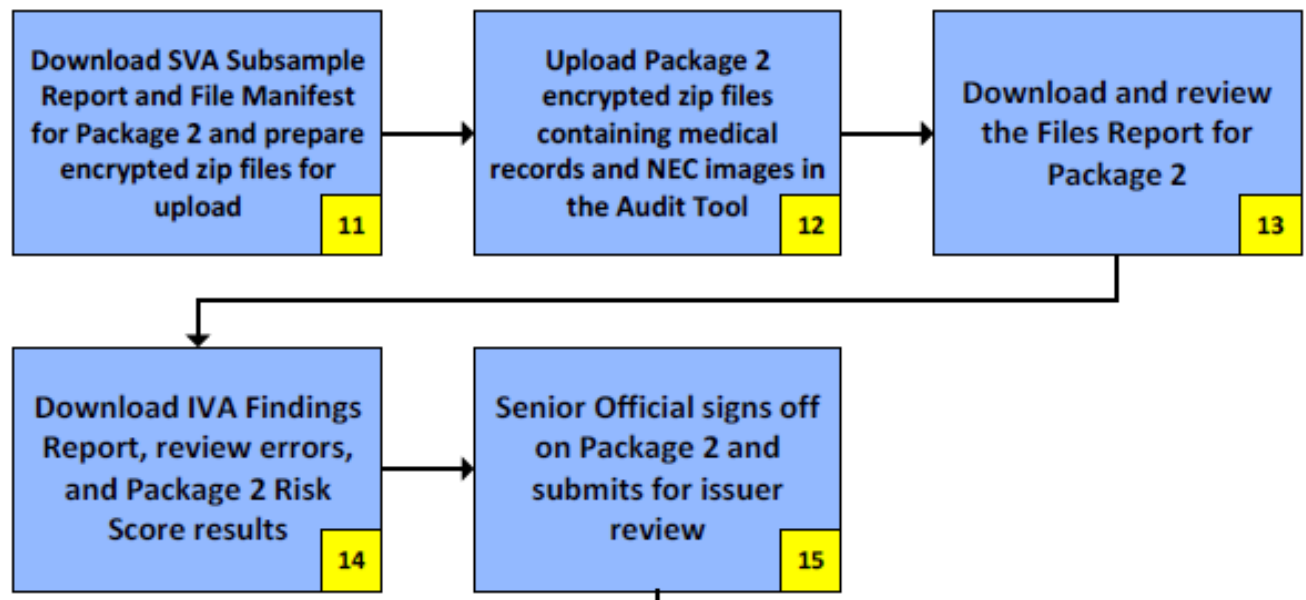 Download SVA Subsample
Report and File Manifest
for Package 2 and prepare
encrypted zip files for
upload
11
Upload Package 2
encrypted zip files
containing medical
records and NEC images in
the Audit Tool
12
Download and review
the Files Report for
Package 2
13
Download IVA Findings
Report, review errors,
and Package 2 Risk
Score results
14
Senior Official signs off
on Package 2 and
submits for issuer
review
15